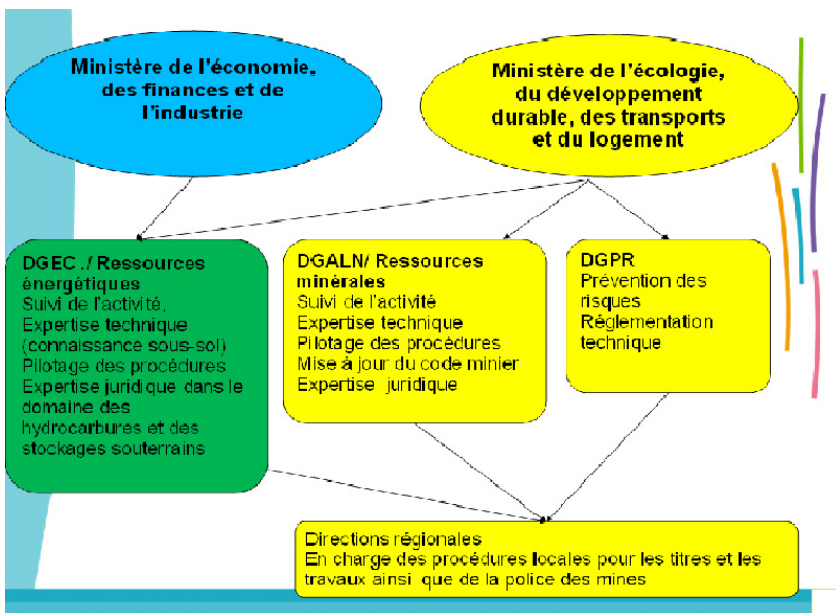 Ministère de l'économie,
des finances et de
l'industrie
Ministère de l'écologie,
du développement
durable, des transports
et du logement
DGEC ./ Ressources
énergétiques
Suivi de l'activité,
Expertise technique
(connaissance sous-sol)
Pilotage des procédures
Expertise juridique dans le
domaine des
hydrocarbures et des
stockages souterrains
DGALN/ Ressources
minérales
Suivi de l'activité
Expertise technique
Pilotage des procédures
Mise à jour du code minier
Expertise juridique
DGPR
Prévention des
risques
Réglementation
technique
Directions régionales
En charge des procédures locales pour les titres et les
travaux ainsi que de la police des mines